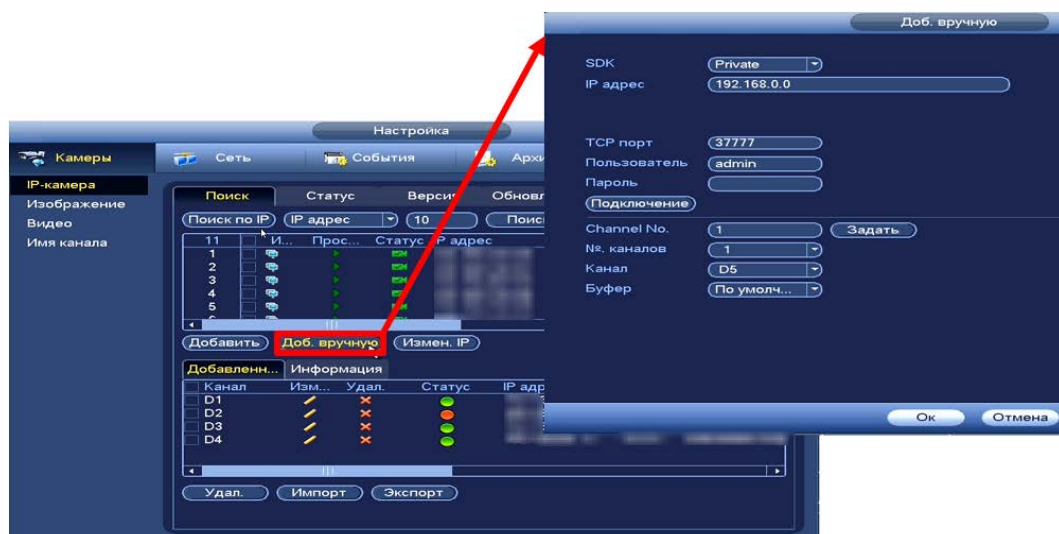 Настройка
Камеры Сеть События Архи
IP-камера
Изображение
Видео
Имя канала
Поиск Статус Версия Обновл
Поиск по IP IP адрес 10 Поис
11 И... Прос... Статус IP адрес
1
2
3
4
5
Добавить Доб. вручную Измен. IP
Добавленн... Информация
Канал Изм... Удал. Статус IP адр
D1
D2
D3
D4
Удал. Импорт Экспорт
Доб. вручную
SDK Private
IP адрес 192.168.0.0
TCP порт 37777
Пользователь admin
Пароль
Подключение
Channel No. 1 Задать
№. каналов 1
Канал D5
Буфер По умолч...
Ок Отмена